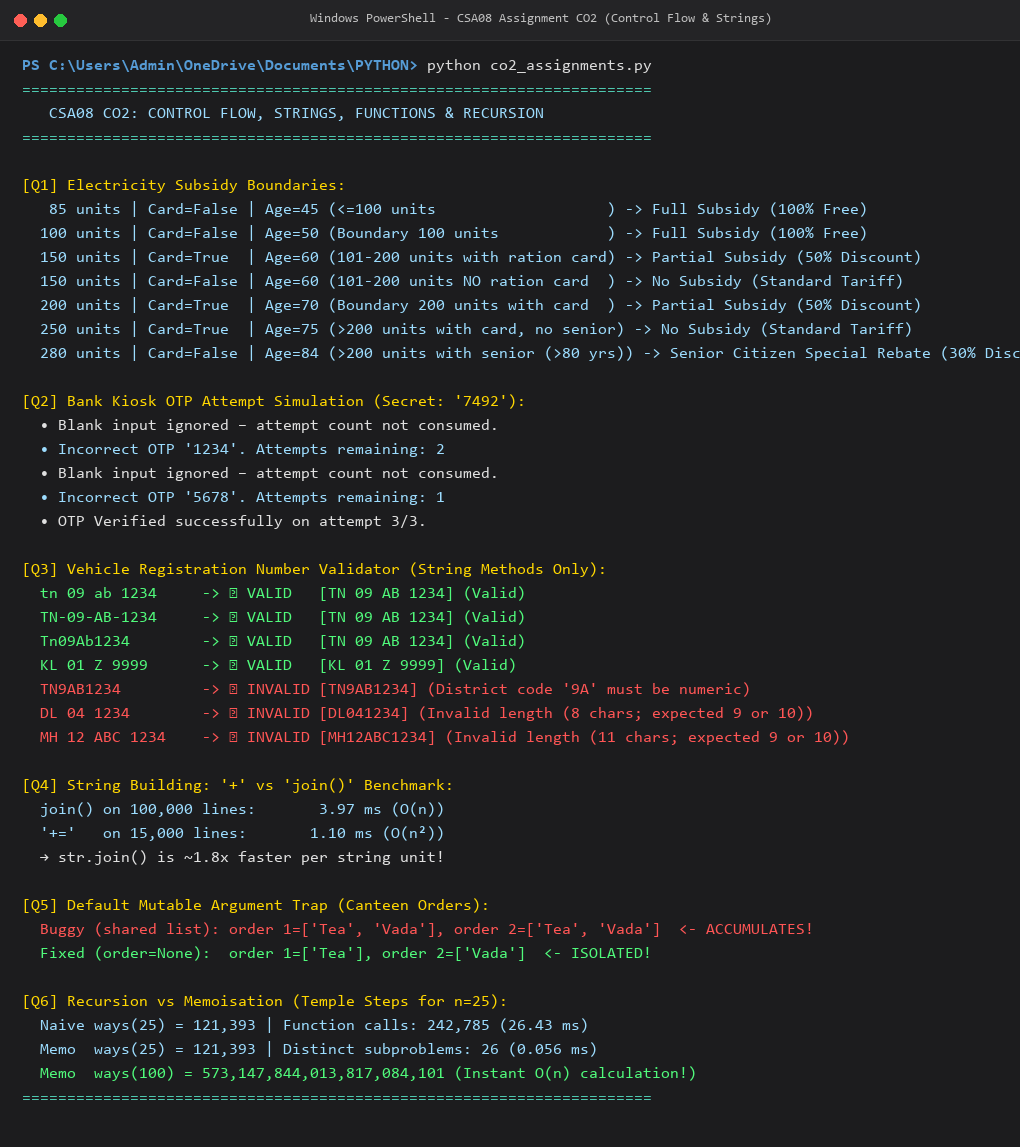 Windows PowerShell - CSA08 Assignment CO2 (Control Flow & Strings)
PS C:\Users\Admin\OneDrive\Documents\PYTHON> python co2_assignments.py
======================================================================
   CSA08 CO2: CONTROL FLOW, STRINGS, FUNCTIONS & RECURSION
======================================================================
[Q1] Electricity Subsidy Boundaries:
   85 units | Card=False | Age=45 (<=100 units                   ) -> Full Subsidy (100% Free)
  100 units | Card=False | Age=50 (Boundary 100 units            ) -> Full Subsidy (100% Free)
  150 units | Card=True  | Age=60 (101-200 units with ration card) -> Partial Subsidy (50% Discount)
  150 units | Card=False | Age=60 (101-200 units NO ration card  ) -> No Subsidy (Standard Tariff)
  200 units | Card=True  | Age=70 (Boundary 200 units with card  ) -> Partial Subsidy (50% Discount)
  250 units | Card=True  | Age=75 (>200 units with card, no senior) -> No Subsidy (Standard Tariff)
  280 units | Card=False | Age=84 (>200 units with senior (>80 yrs)) -> Senior Citizen Special Rebate (30% Disc
[Q2] Bank Kiosk OTP Attempt Simulation (Secret: '7492'):
  • Blank input ignored – attempt count not consumed.
  • Incorrect OTP '1234'. Attempts remaining: 2
  • Blank input ignored – attempt count not consumed.
  • Incorrect OTP '5678'. Attempts remaining: 1
  • OTP Verified successfully on attempt 3/3.
[Q3] Vehicle Registration Number Validator (String Methods Only):
  tn 09 ab 1234     -> VALID   [TN 09 AB 1234] (Valid)
  TN-09-AB-1234     -> VALID   [TN 09 AB 1234] (Valid)
  Tn09Ab1234        -> VALID   [TN 09 AB 1234] (Valid)
  KL 01 Z 9999      -> VALID   [KL 01 Z 9999] (Valid)
  TN9AB1234         -> INVALID [TN9AB1234] (District code '9A' must be numeric)
  DL 04 1234        -> INVALID [DL041234] (Invalid length (8 chars; expected 9 or 10))
  MH 12 ABC 1234    -> INVALID [MH12ABC1234] (Invalid length (11 chars; expected 9 or 10))
[Q4] String Building: '+' vs 'join()' Benchmark:
  join() on 100,000 lines:       3.97 ms (O(n))
  '+='   on 15,000 lines:       1.10 ms (O(n²))
  → str.join() is ~1.8x faster per string unit!
[Q5] Default Mutable Argument Trap (Canteen Orders):
  Buggy (shared list): order 1=['Tea', 'Vada'], order 2=['Tea', 'Vada']  <- ACCUMULATES!
  Fixed (order=None):  order 1=['Tea'], order 2=['Vada']  <- ISOLATED!
[Q6] Recursion vs Memoisation (Temple Steps for n=25):
  Naive ways(25) = 121,393 | Function calls: 242,785 (26.43 ms)
  Memo  ways(25) = 121,393 | Distinct subproblems: 26 (0.056 ms)
  Memo  ways(100) = 573,147,844,013,817,084,101 (Instant O(n) calculation!)
======================================================================